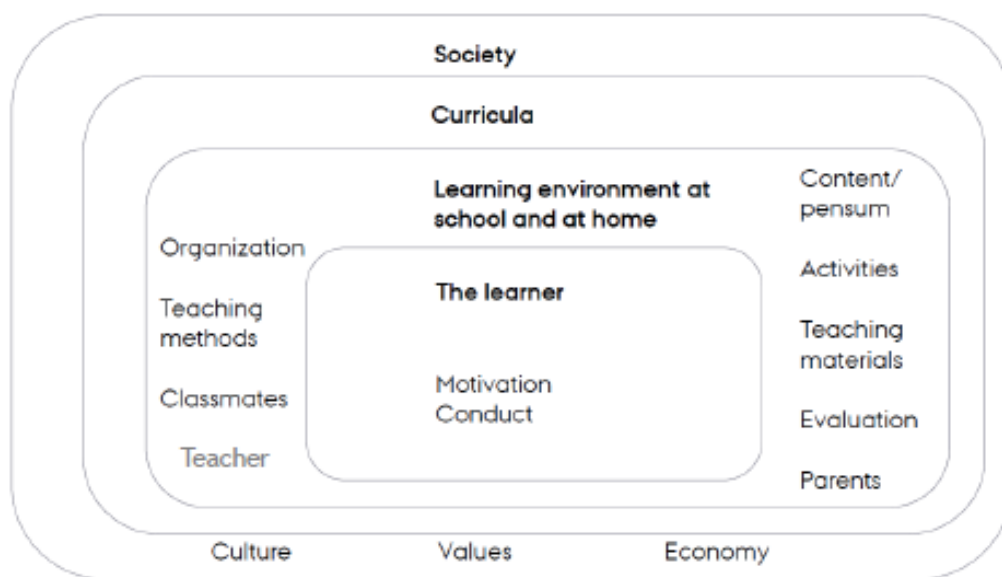 Society
Curricula
Learning environment at
school and at home
Organization
Teaching
methods
Classmates
Teacher
The learner
Motivation
Conduct
Content/
pensum
Activities
Teaching
materials
Evaluation
Parents
Culture
Values
Economy